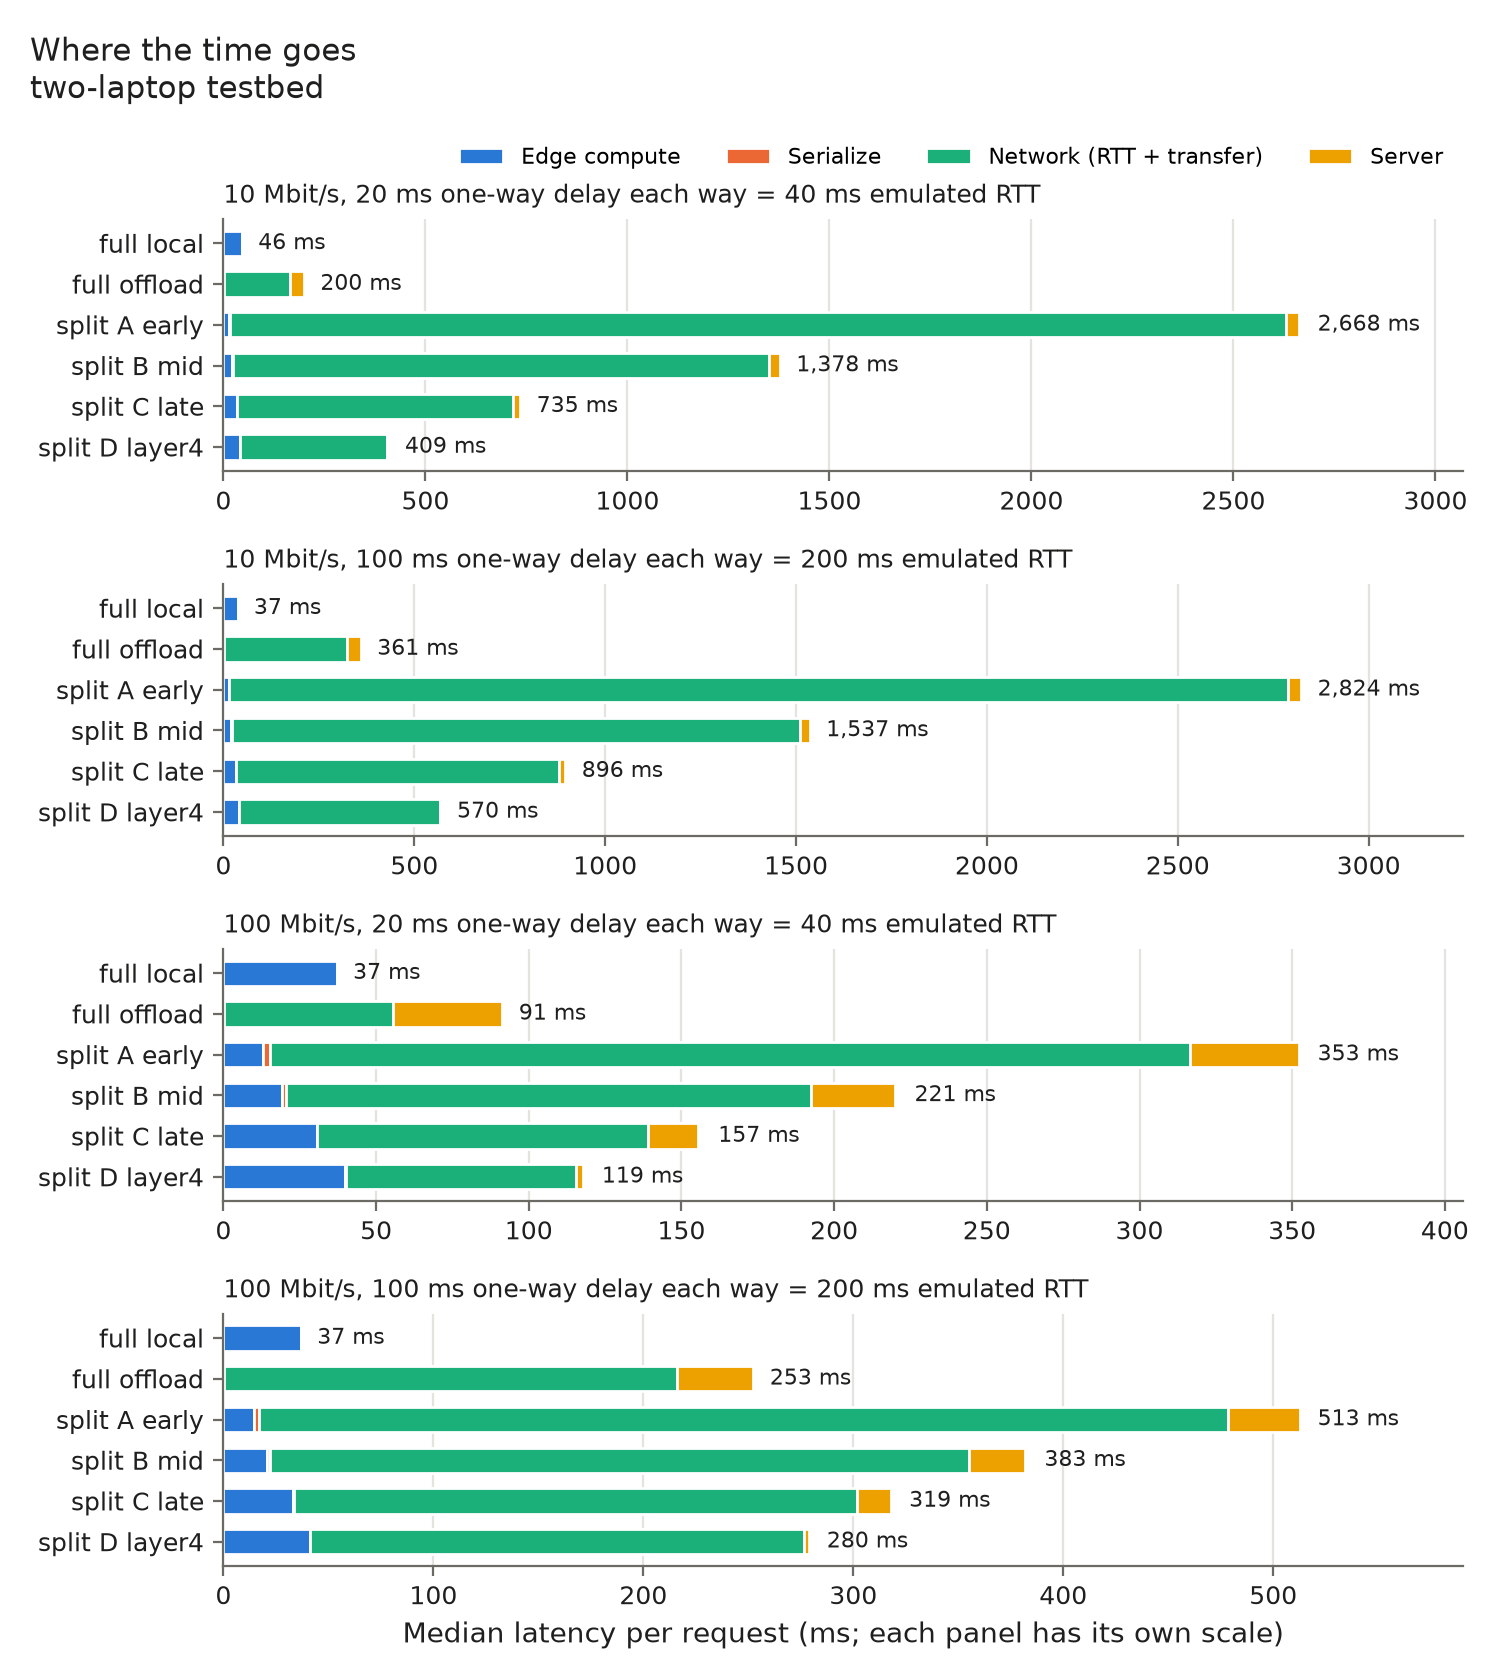 Where the time goes
two-laptop testbed
Edge compute Serialize Network (RTT + transfer) Server
10 Mbit/s, 20 ms one-way delay each way = 40 ms emulated RTT
full local 46 ms
full offload 200 ms
split A early 2,668 ms
split B mid 1,378 ms
split C late 735 ms
split D layer4 409 ms
0 500 1000 1500 2000 2500 3000
10 Mbit/s, 100 ms one-way delay each way = 200 ms emulated RTT
full local 37 ms
full offload 361 ms
split A early 2,824 ms
split B mid 1,537 ms
split C late 896 ms
split D layer4 570 ms
0 500 1000 1500 2000 2500 3000
100 Mbit/s, 20 ms one-way delay each way = 40 ms emulated RTT
full local 37 ms
full offload 91 ms
split A early 353 ms
split B mid 221 ms
split C late 157 ms
split D layer4 119 ms
0 50 100 150 200 250 300 350 400
100 Mbit/s, 100 ms one-way delay each way = 200 ms emulated RTT
full local 37 ms
full offload 253 ms
split A early 513 ms
split B mid 383 ms
split C late 319 ms
split D layer4 280 ms
0 100 200 300 400 500
Median latency per request (ms; each panel has its own scale)